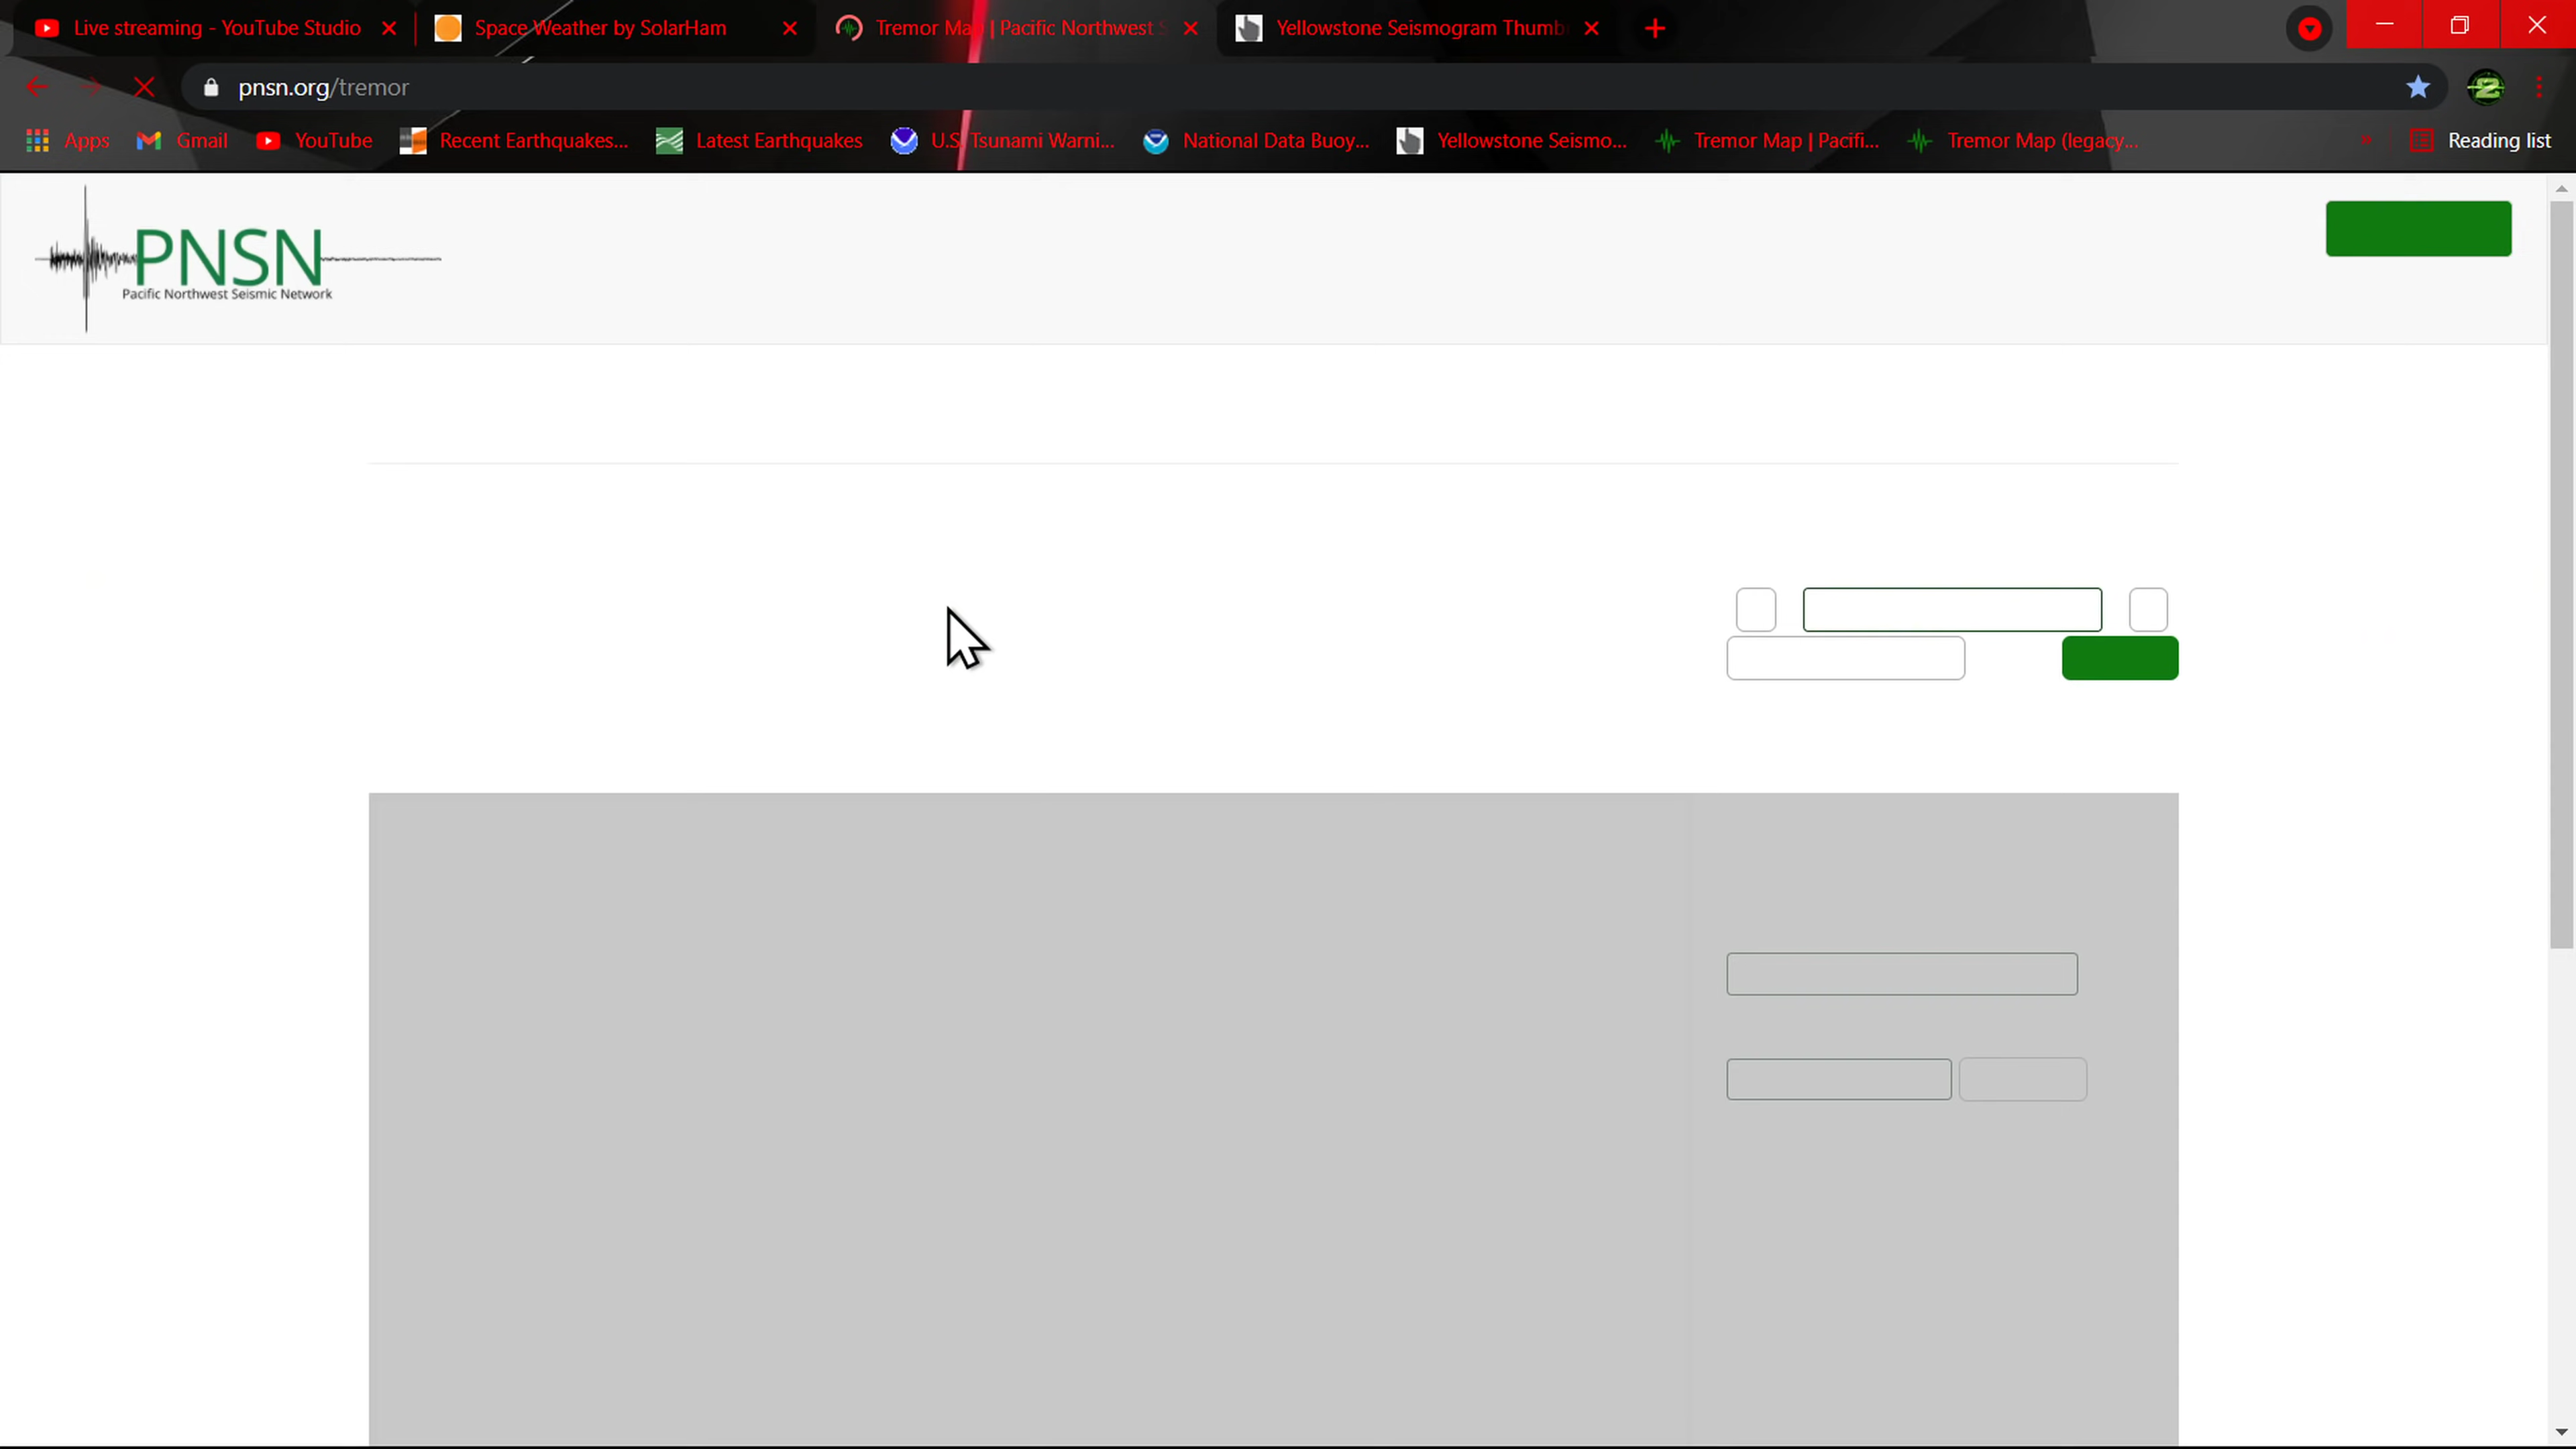 Live streaming - YouTube Studio
Space Weather by SolarHam
Tremor Map | Pacific Northwest S
Yellowstone Seismogram Thumb
pnsn.org/tremor
Apps
Gmail
YouTube
Recent Earthquakes...
Latest Earthquakes
U.S. Tsunami Warni...
National Data Buoy...
Yellowstone Seismo...
Tremor Map | Pacifi...
Tremor Map (legacy...
»
Reading list
PNSN
Pacific Northwest Seismic Network